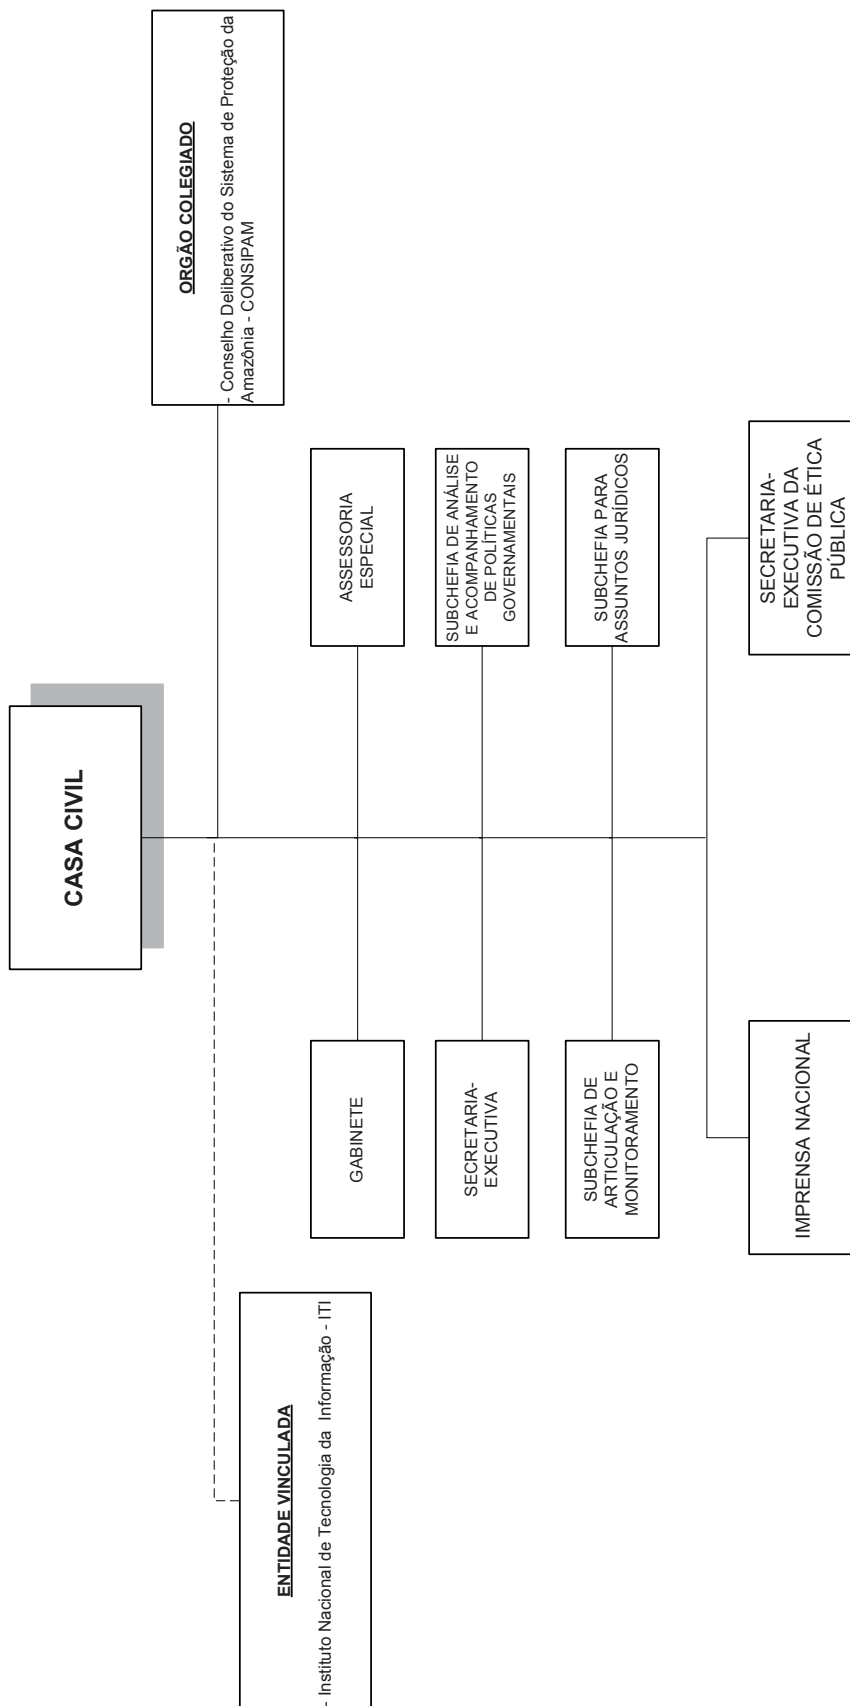 CASA CIVIL
ORGÃO COLEGIADO
- Conselho Deliberativo do Sistema de Proteção da
Amazônia - CONSIPAM
ENTIDADE VINCULADA
- Instituto Nacional de Tecnologia da Informação - ITI
GABINETE
ASSESSORIA
ESPECIAL
SECRETARIA-
EXECUTIVA
SUBCHEFIA DE ANÁLISE
E ACOMPANHAMENTO
DE POLÍTICAS
GOVERNAMENTAIS
SUBCHEFIA DE
ARTICULAÇÃO E
MONITORAMENTO
SUBCHEFIA PARA
ASSUNTOS JURÍDICOS
IMPRENSA NACIONAL
SECRETARIA-
EXECUTIVA DA
COMISSÃO DE ÉTICA
PÚBLICA